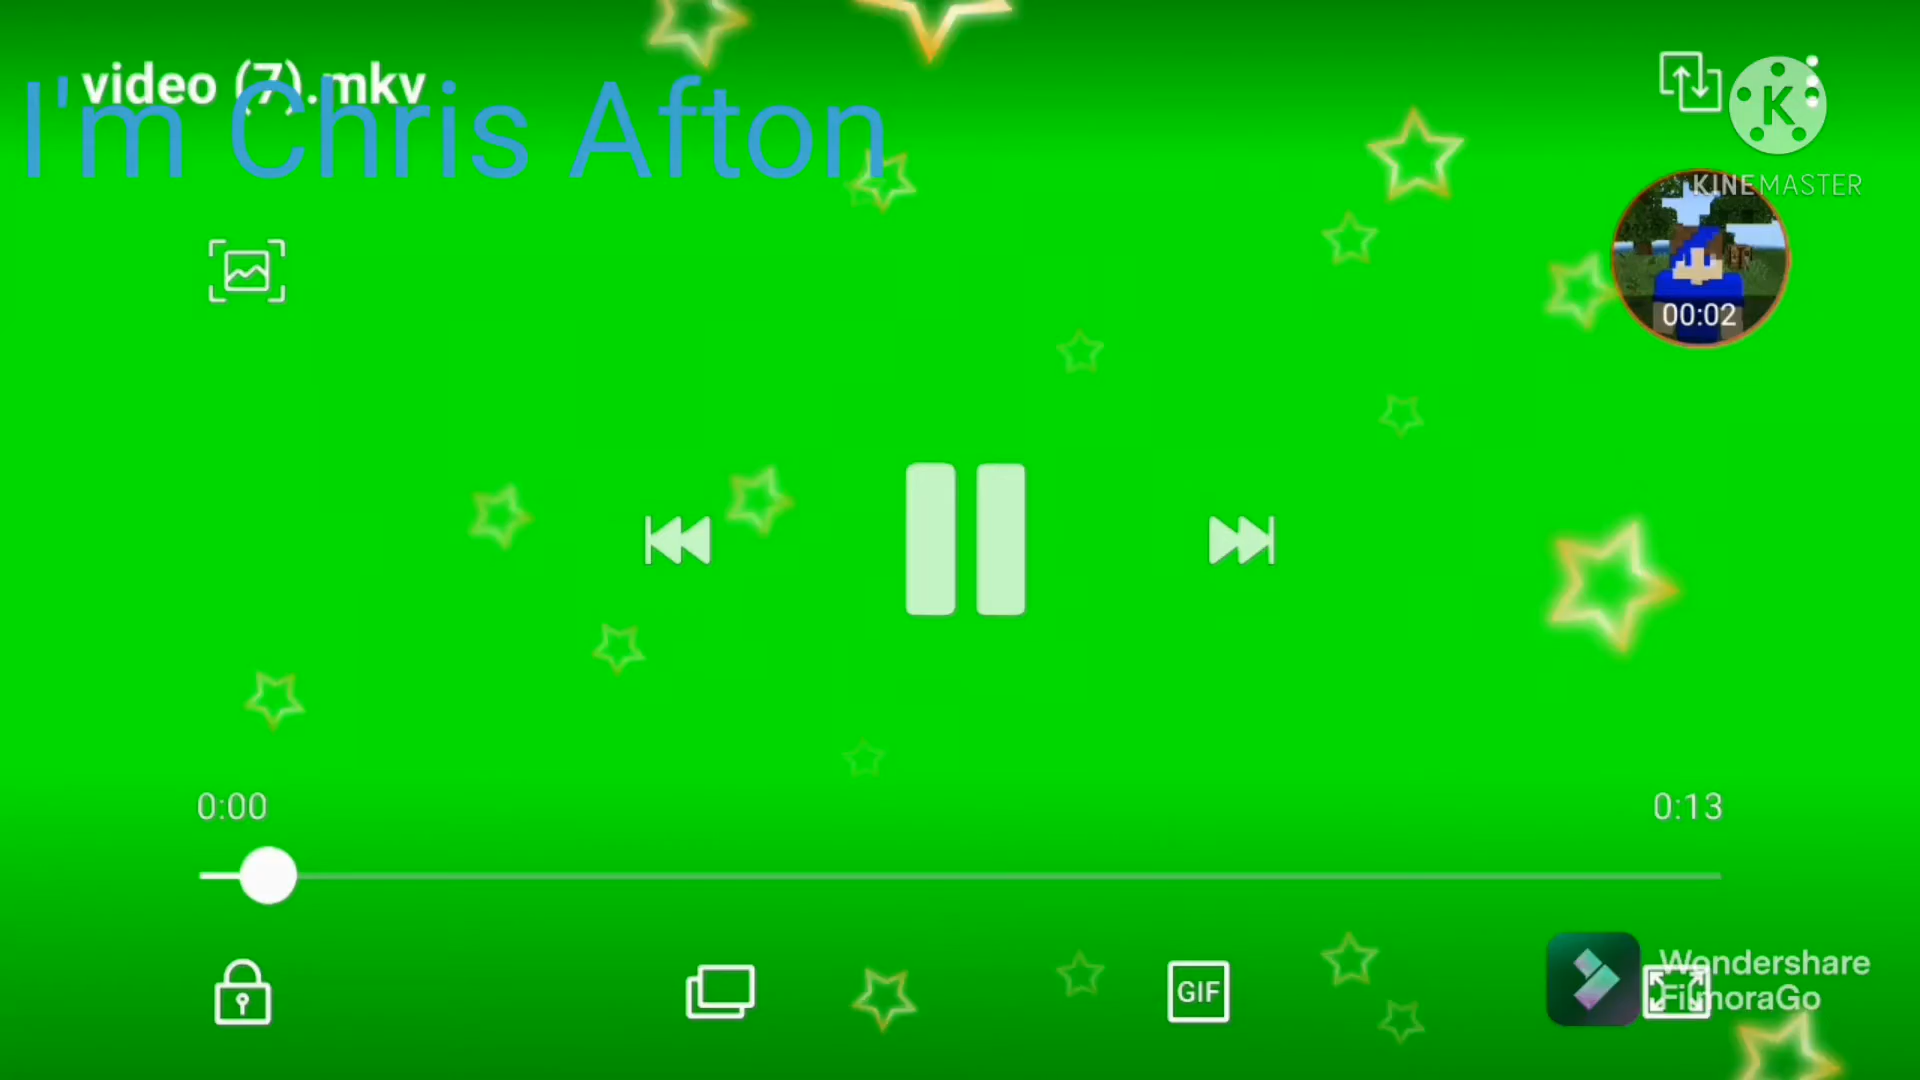 video (7).mkv
I'm Chris Afton
K
KINEMASTER
00:02
0:00
0:13
GIF
Wondershare
FilmoraGo